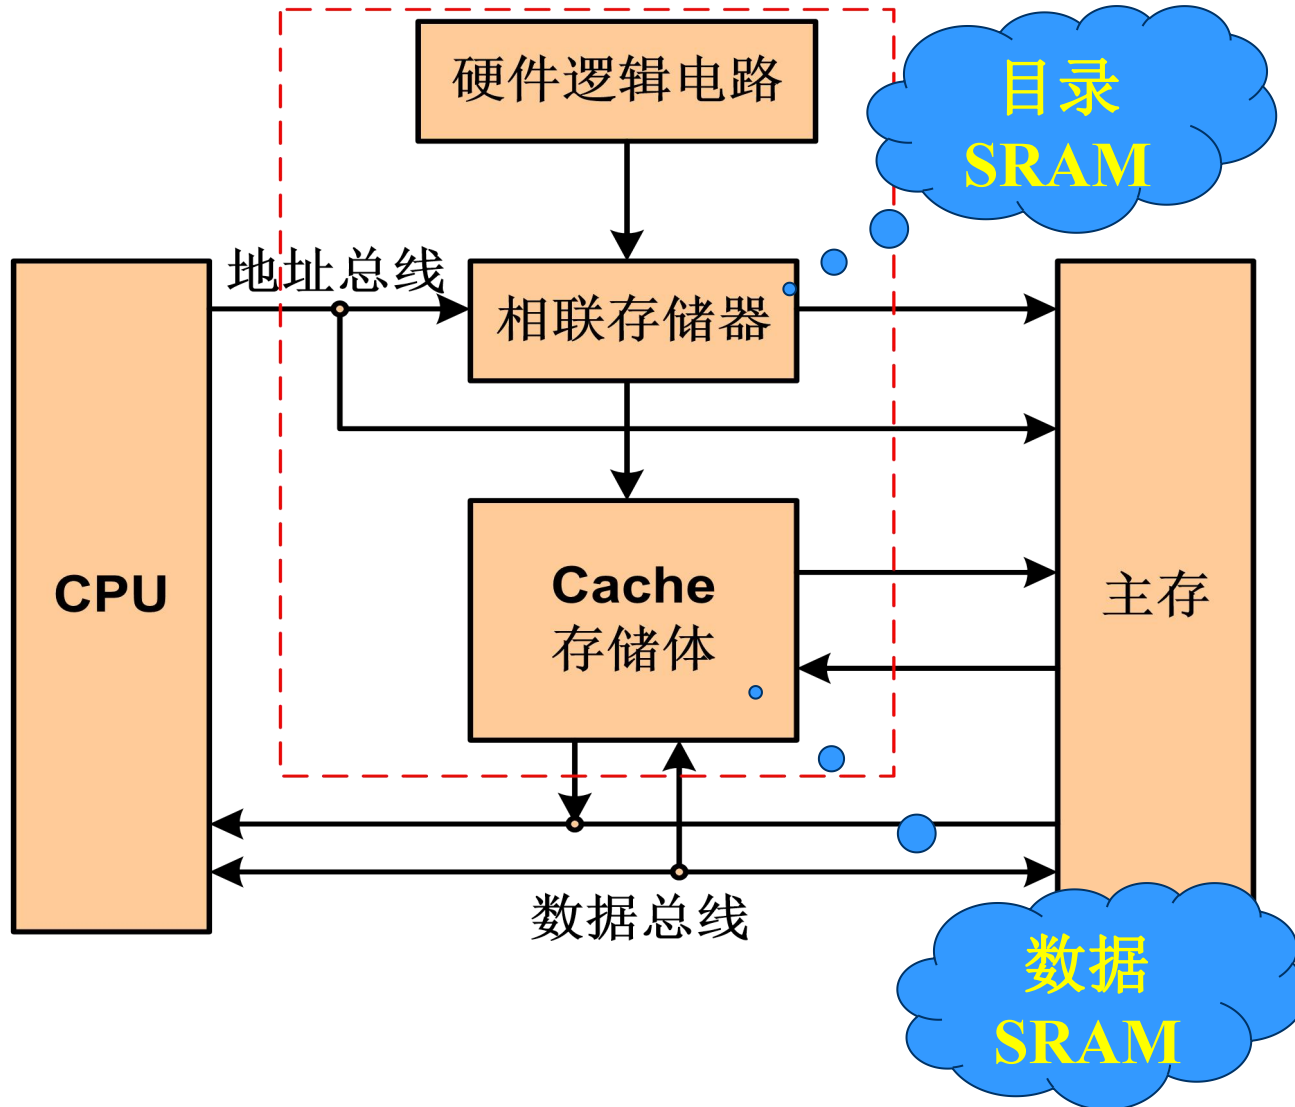 硬件逻辑电路
目录
SRAM
地址总线
相联存储器
CPU
Cache
存储体
主存
数据总线
数据
SRAM